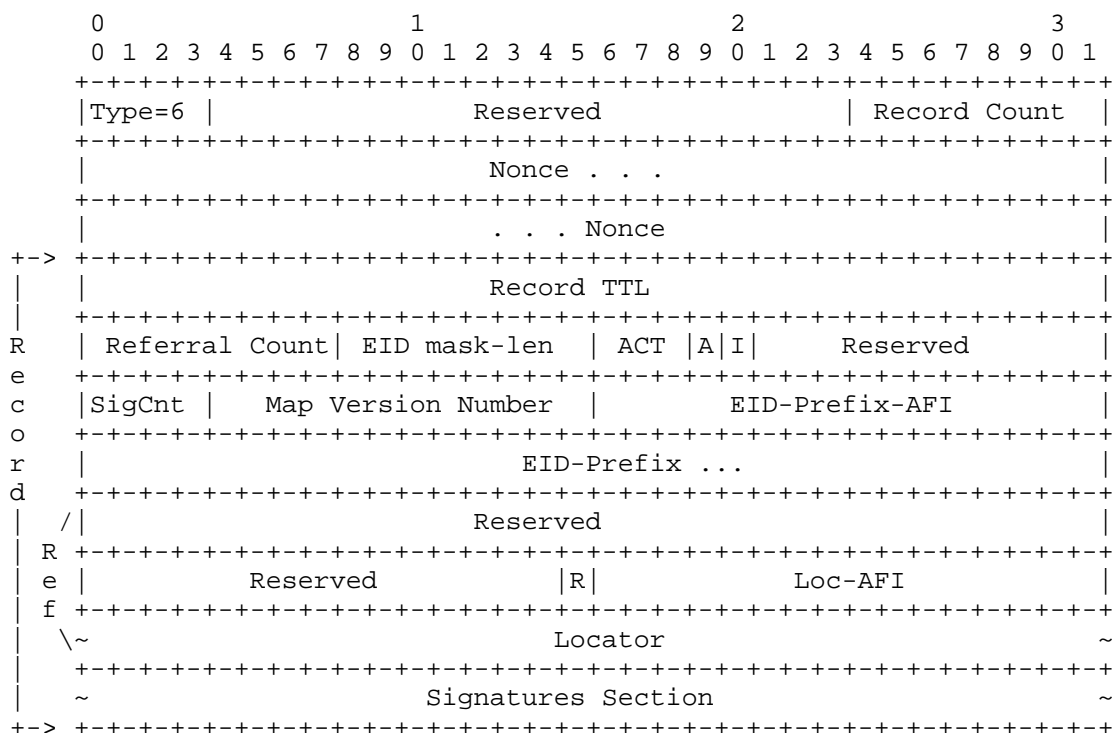 0                   1                   2                   3
        0 1 2 3 4 5 6 7 8 9 0 1 2 3 4 5 6 7 8 9 0 1 2 3 4 5 6 7 8 9 0 1
       +-+-+-+-+-+-+-+-+-+-+-+-+-+-+-+-+-+-+-+-+-+-+-+-+-+-+-+-+-+-+-+-+
       |Type=6 |                Reserved               | Record Count  |
       +-+-+-+-+-+-+-+-+-+-+-+-+-+-+-+-+-+-+-+-+-+-+-+-+-+-+-+-+-+-+-+-+
       |                         Nonce . . .                           |
       +-+-+-+-+-+-+-+-+-+-+-+-+-+-+-+-+-+-+-+-+-+-+-+-+-+-+-+-+-+-+-+-+
       |                         . . . Nonce                           |
   +-> +-+-+-+-+-+-+-+-+-+-+-+-+-+-+-+-+-+-+-+-+-+-+-+-+-+-+-+-+-+-+-+-+
   |   |                         Record TTL                            |
   |   +-+-+-+-+-+-+-+-+-+-+-+-+-+-+-+-+-+-+-+-+-+-+-+-+-+-+-+-+-+-+-+-+
   R   | Referral Count| EID mask-len  | ACT |A|I|     Reserved        |
   e   +-+-+-+-+-+-+-+-+-+-+-+-+-+-+-+-+-+-+-+-+-+-+-+-+-+-+-+-+-+-+-+-+
   c   |SigCnt |   Map Version Number  |        EID-Prefix-AFI         |
   o   +-+-+-+-+-+-+-+-+-+-+-+-+-+-+-+-+-+-+-+-+-+-+-+-+-+-+-+-+-+-+-+-+
   r   |                           EID-Prefix ...                      |
   d   +-+-+-+-+-+-+-+-+-+-+-+-+-+-+-+-+-+-+-+-+-+-+-+-+-+-+-+-+-+-+-+-+
   |  /|                        Reserved                               |
   | R +-+-+-+-+-+-+-+-+-+-+-+-+-+-+-+-+-+-+-+-+-+-+-+-+-+-+-+-+-+-+-+-+
   | e |          Reserved           |R|            Loc-AFI            |
   | f +-+-+-+-+-+-+-+-+-+-+-+-+-+-+-+-+-+-+-+-+-+-+-+-+-+-+-+-+-+-+-+-+
   |  \~                             Locator                           ~
   |   +-+-+-+-+-+-+-+-+-+-+-+-+-+-+-+-+-+-+-+-+-+-+-+-+-+-+-+-+-+-+-+-+
   |   ~                     Signatures Section                        ~
   +-> +-+-+-+-+-+-+-+-+-+-+-+-+-+-+-+-+-+-+-+-+-+-+-+-+-+-+-+-+-+-+-+-+